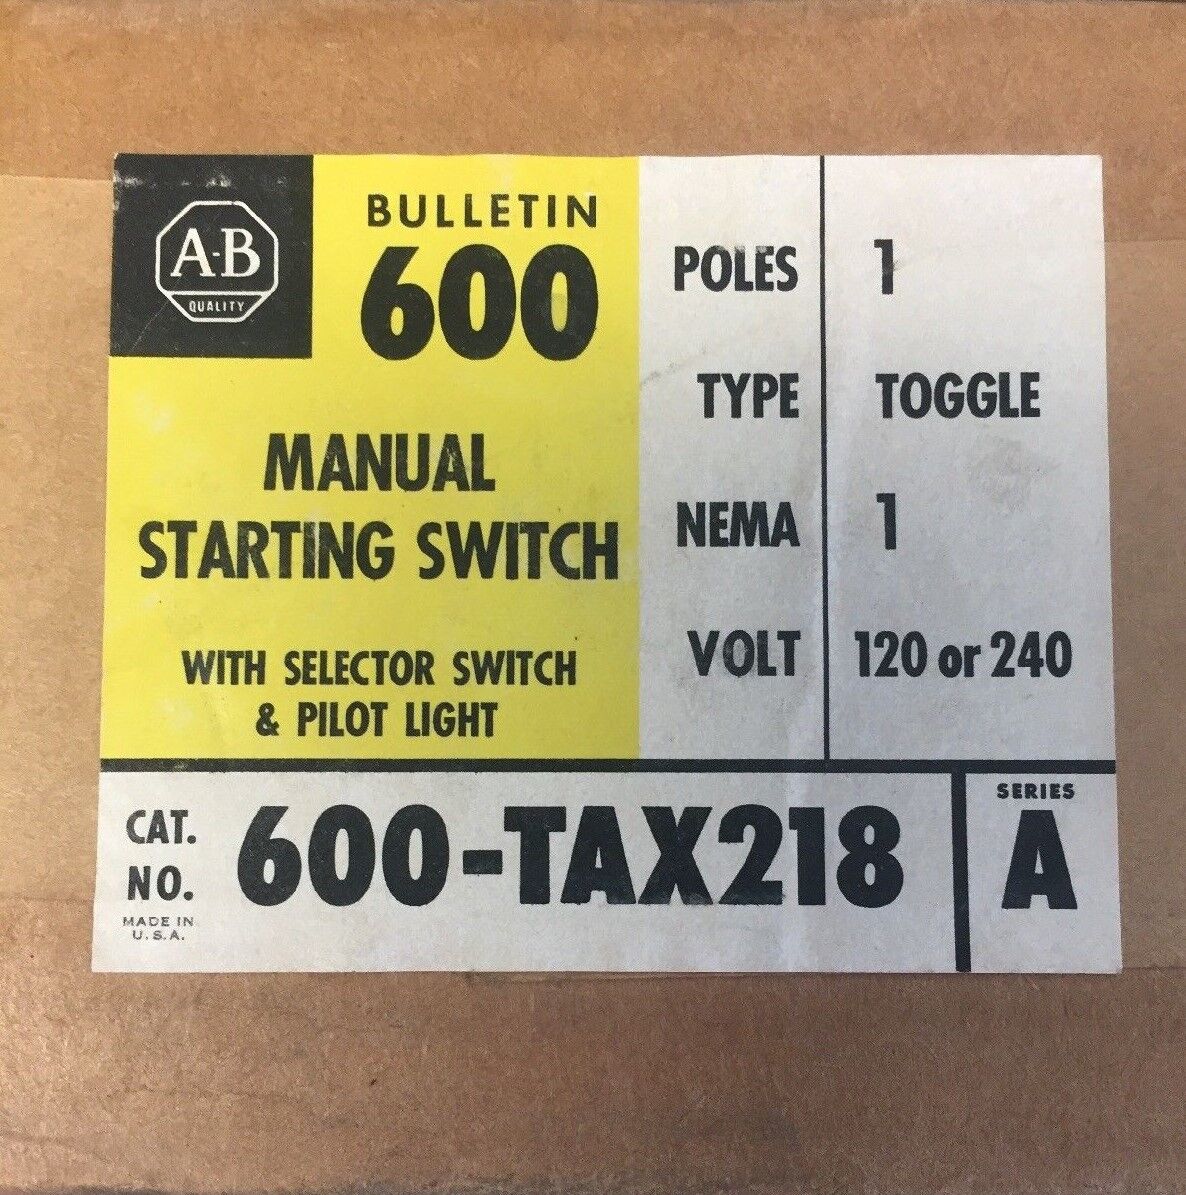 A-B
QUALITY
BULLETIN
600
MANUAL
STARTING SWITCH
WITH SELECTOR SWITCH
& PILOT LIGHT
POLES 1
TYPE TOGGLE
NEMA 1
VOLT 120 or 240
CAT.
NO.
MADE IN
U.S.A.
600-TAX218
SERIES
A